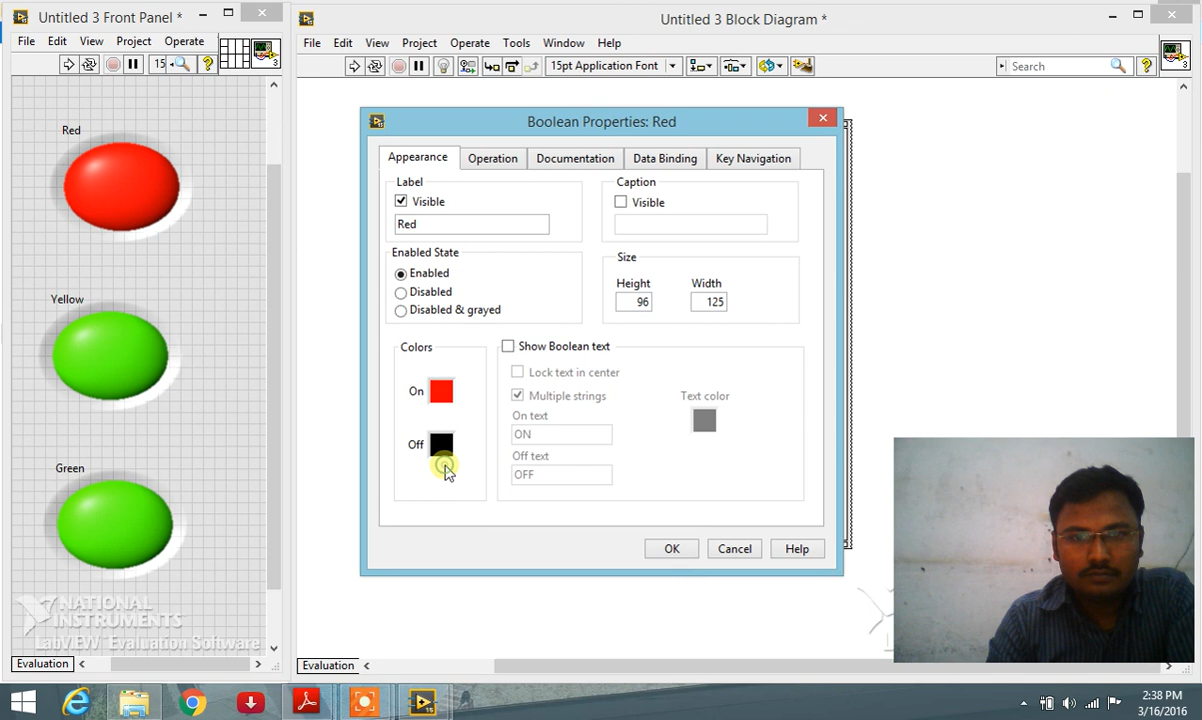 Untitled 3 Front Panel *
File Edit View Project Operate
15
?
3
Red
Yellow
Green
NATIONAL
INSTRUMENTS
LabVIEW Evaluation Software
Evaluation
Untitled 3 Block Diagram *
File Edit View Project Operate Tools Window Help
15pt Application Font
Search
?
3
Boolean Properties: Red
Appearance Operation Documentation Data Binding Key Navigation
Label
Visible
Red
Caption
Visible
Enabled State
Enabled
Disabled
Disabled & grayed
Size
Height Width
96 125
Colors
On
Off
Show Boolean text
Lock text in center
Multiple strings
On text
ON
Off text
OFF
Text color
OK Cancel Help
Evaluation
2:38 PM
3/16/2016